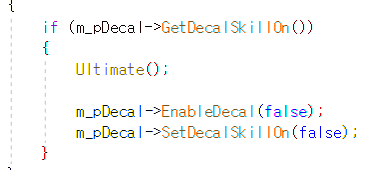 {
if (m_pDecal->GetDecalSkillOn())
{
Ultimate();
m_pDecal->EnableDecal(false);
m_pDecal->SetDecalSkillOn(false);
}